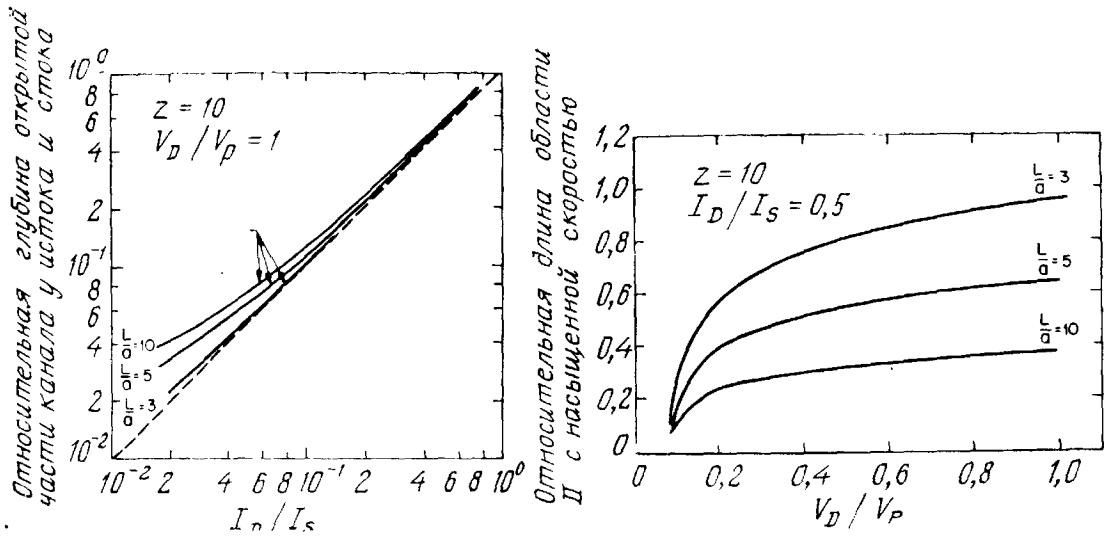 Относительная глубина открытой
части канала у истока и стока
10⁰
8
6
4
2
10⁻¹
8
6
4
2
10⁻²
z = 10
V_D / V_p = 1
L/a = 10
L/a = 5
L/a = 3
10⁻² 2 4 6 8 10⁻¹ 2 4 6 8 10⁰
I_D / I_S
Относительная длина области
II с насыщенной скоростью
1,2
1,0
0,8
0,6
0,4
0,2
0
z = 10
I_D / I_S = 0,5
L/a = 3
L/a = 5
L/a = 10
0 0,2 0,4 0,6 0,8 1,0
V_D / V_P